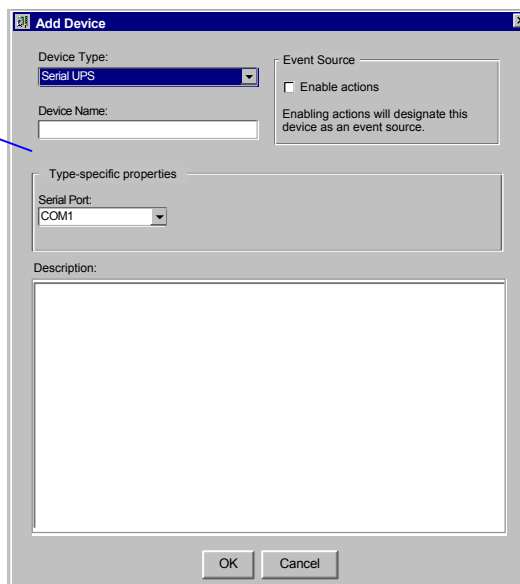 Add Device
Device Type:
Serial UPS
Device Name:
Event Source
Enable actions
Enabling actions will designate this
device as an event source.
Type-specific properties
Serial Port:
COM1
Description:
OK
Cancel